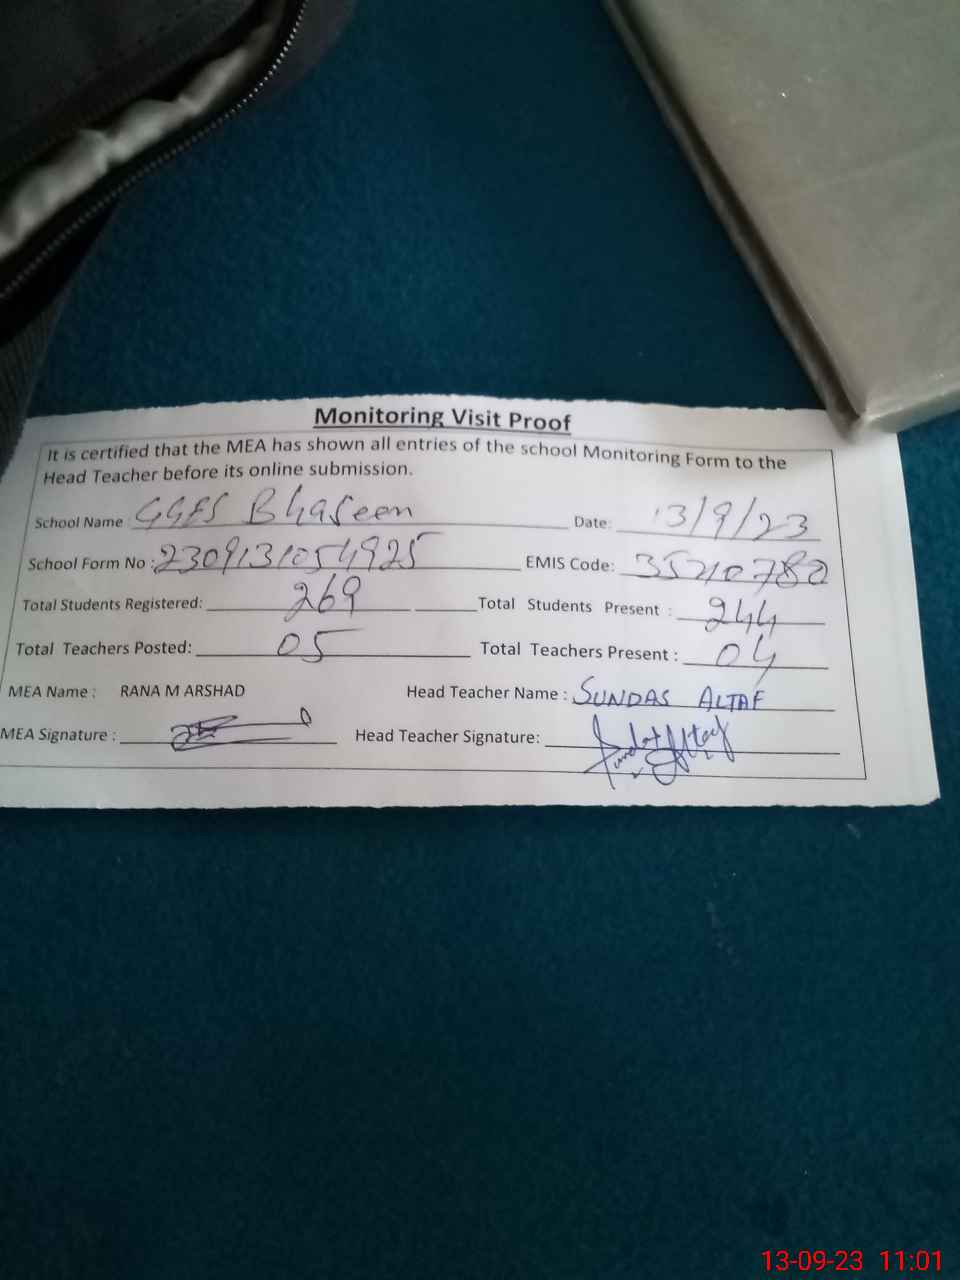 Monitoring Visit Proof
It is certified that the MEA has shown all entries of the school Monitoring Form to the
Head Teacher before its online submission.
School Name GGES Bhaseen Date: 13/9/23
School Form No : 2309131054925 EMIS Code: 35210780
Total Students Registered: 269 Total Students Present : 244
Total Teachers Posted: 05 Total Teachers Present : 04
MEA Name : RANA M ARSHAD Head Teacher Name : SUNDAS ALTAF
MEA Signature : Head Teacher Signature: Sundas Altaf
13-09-23 11:01